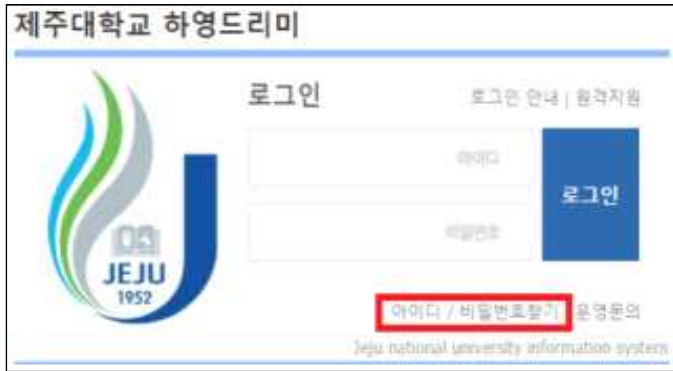 제주대학교 하영드리미
로그인
로그인 안내 | 원격지원
아이디
비밀번호
로그인
JEJU
1952
아이디 / 비밀번호찾기
운영문의
Jeju national university information system